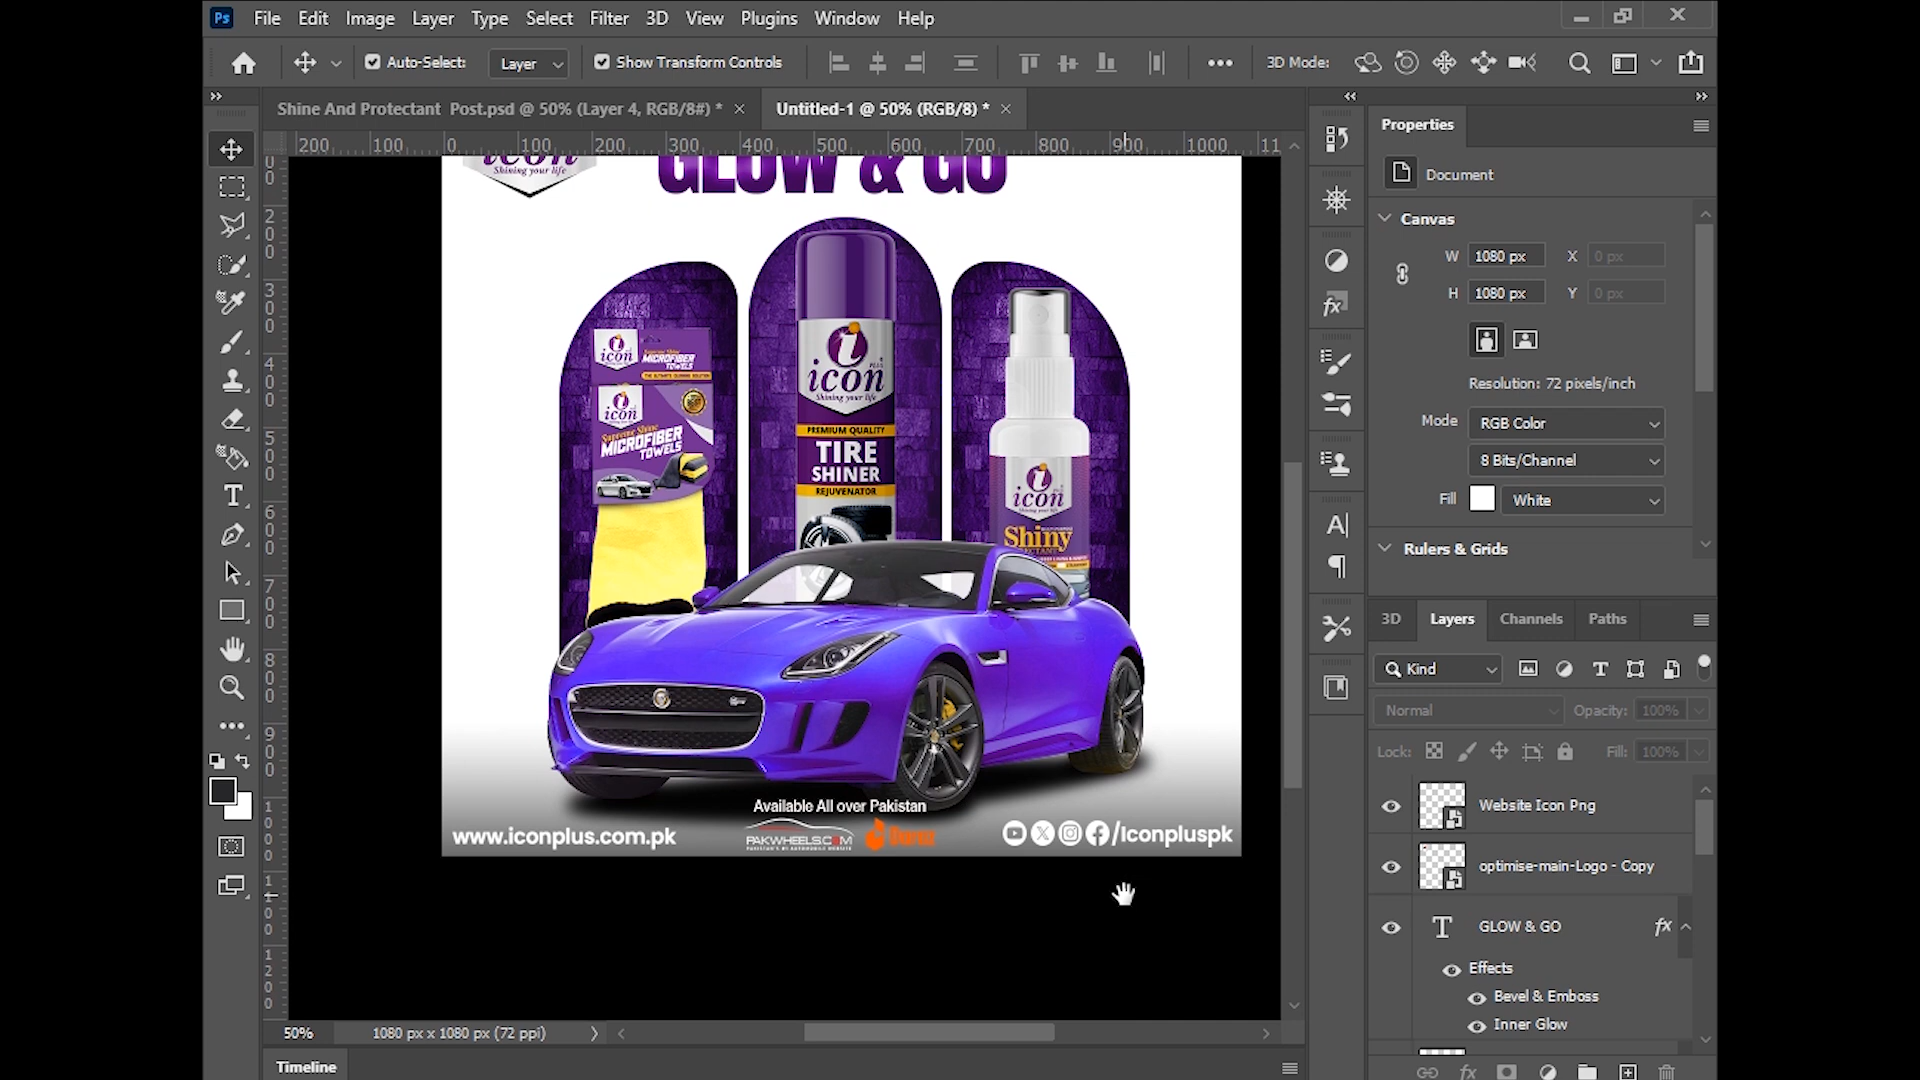 Ps File Edit Image Layer Type Select Filter 3D View Plugins Window Help
Auto-Select: Layer Show Transform Controls 3D Mode:
Shine And Protectant Post.psd @ 50% (Layer 4, RGB/8#) * Untitled-1 @ 50% (RGB/8) *
200 100 0 100 200 300 400 500 600 700 800 900 1000 11
icon
Shining your life
GLOW & GO
icon
Supreme Shine
MICROFIBER
TOWELS
icon
Supreme Shine
MICROFIBER
TOWELS
PLUS
icon
Shining your life
PREMIUM QUALITY
TIRE
SHINER
REJUVENATOR
icon
Shining your life
Shiny
Available All over Pakistan
www.iconplus.com.pk
PAKWHEELS.COM
Daraz
/Iconpluspk
50% 1080 px x 1080 px (72 ppi)
Timeline
Properties
Document
Canvas
W 1080 px X 0 px
H 1080 px Y 0 px
Resolution: 72 pixels/inch
Mode RGB Color
8 Bits/Channel
Fill White
Rulers & Grids
3D Layers Channels Paths
Kind
Normal Opacity: 100%
Lock: Fill: 100%
Website Icon Png
optimise-main-Logo - Copy
GLOW & GO fx
Effects
Bevel & Emboss
Inner Glow